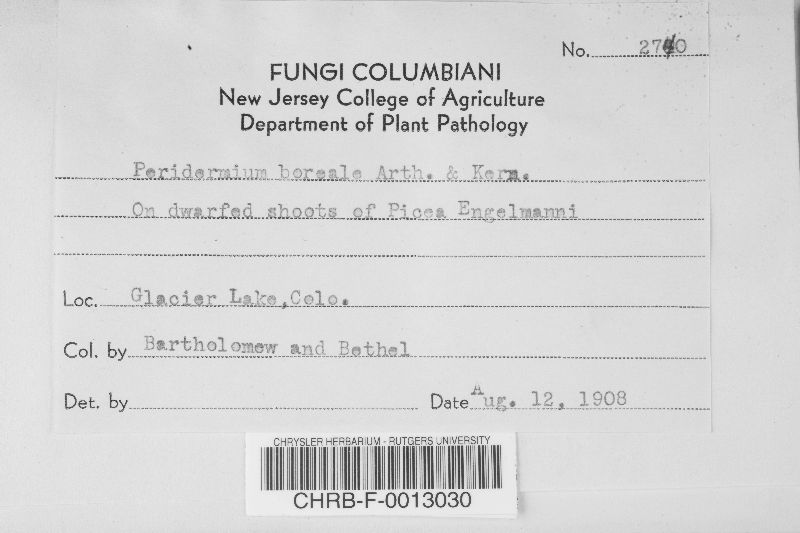 No. 2740
FUNGI COLUMBIANI
New Jersey College of Agriculture
Department of Plant Pathology
Peridermium boreale Arth. & Kern.
On dwarfed shoots of Picea Engelmanni
Loc. Glacier Lake, Colo.
Col. by Bartholomew and Bethel
Det. by
Date Aug. 12, 1908
CHRYSLER HERBARIUM - RUTGERS UNIVERSITY
CHRB-F-0013030